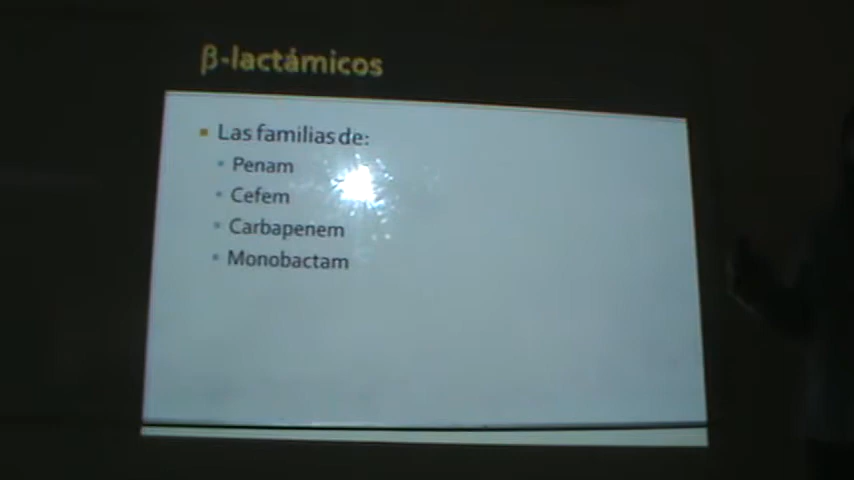 β-lactámicos
Las familias de:
Penam
Cefem
Carbapenem
Monobactam